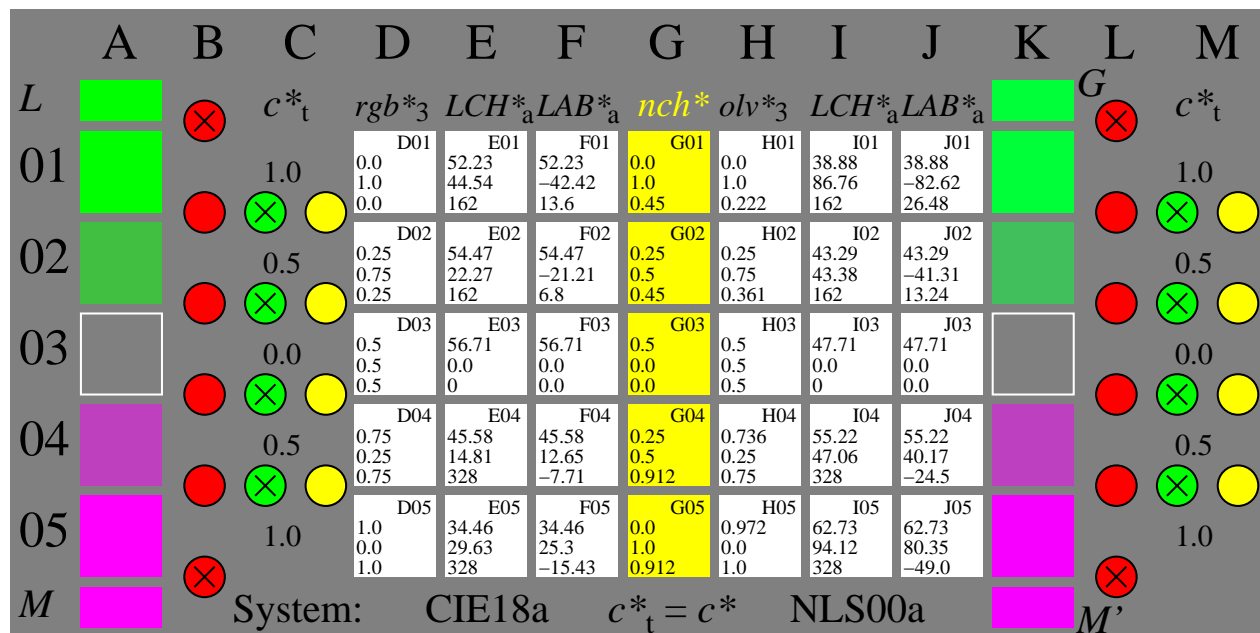 A B C D E F G H I J K L M
L c*t rgb*3 LCH*a LAB*a nch* olv*3 LCH*a LAB*a G c*t
01 1.0 D01 E01 F01 G01 H01 I01 J01 1.0
0.0 52.23 52.23 0.0 0.0 38.88 38.88
1.0 44.54 −42.42 1.0 1.0 86.76 −82.62
0.0 162 13.6 0.45 0.222 162 26.48
02 0.5 D02 E02 F02 G02 H02 I02 J02 0.5
0.25 54.47 54.47 0.25 0.25 43.29 43.29
0.75 22.27 −21.21 0.5 0.75 43.38 −41.31
0.25 162 6.8 0.45 0.361 162 13.24
03 0.0 D03 E03 F03 G03 H03 I03 J03 0.0
0.5 56.71 56.71 0.5 0.5 47.71 47.71
0.5 0.0 0.0 0.0 0.5 0.0 0.0
0.5 0 0.0 0.0 0.5 0 0.0
04 0.5 D04 E04 F04 G04 H04 I04 J04 0.5
0.75 45.58 45.58 0.25 0.736 55.22 55.22
0.25 14.81 12.65 0.5 0.25 47.06 40.17
0.75 328 −7.71 0.912 0.75 328 −24.5
05 1.0 D05 E05 F05 G05 H05 I05 J05 1.0
1.0 34.46 34.46 0.0 0.972 62.73 62.73
0.0 29.63 25.3 1.0 0.0 94.12 80.35
1.0 328 −15.43 0.912 1.0 328 −49.0
M System: CIE18a c*t = c* NLS00a M’